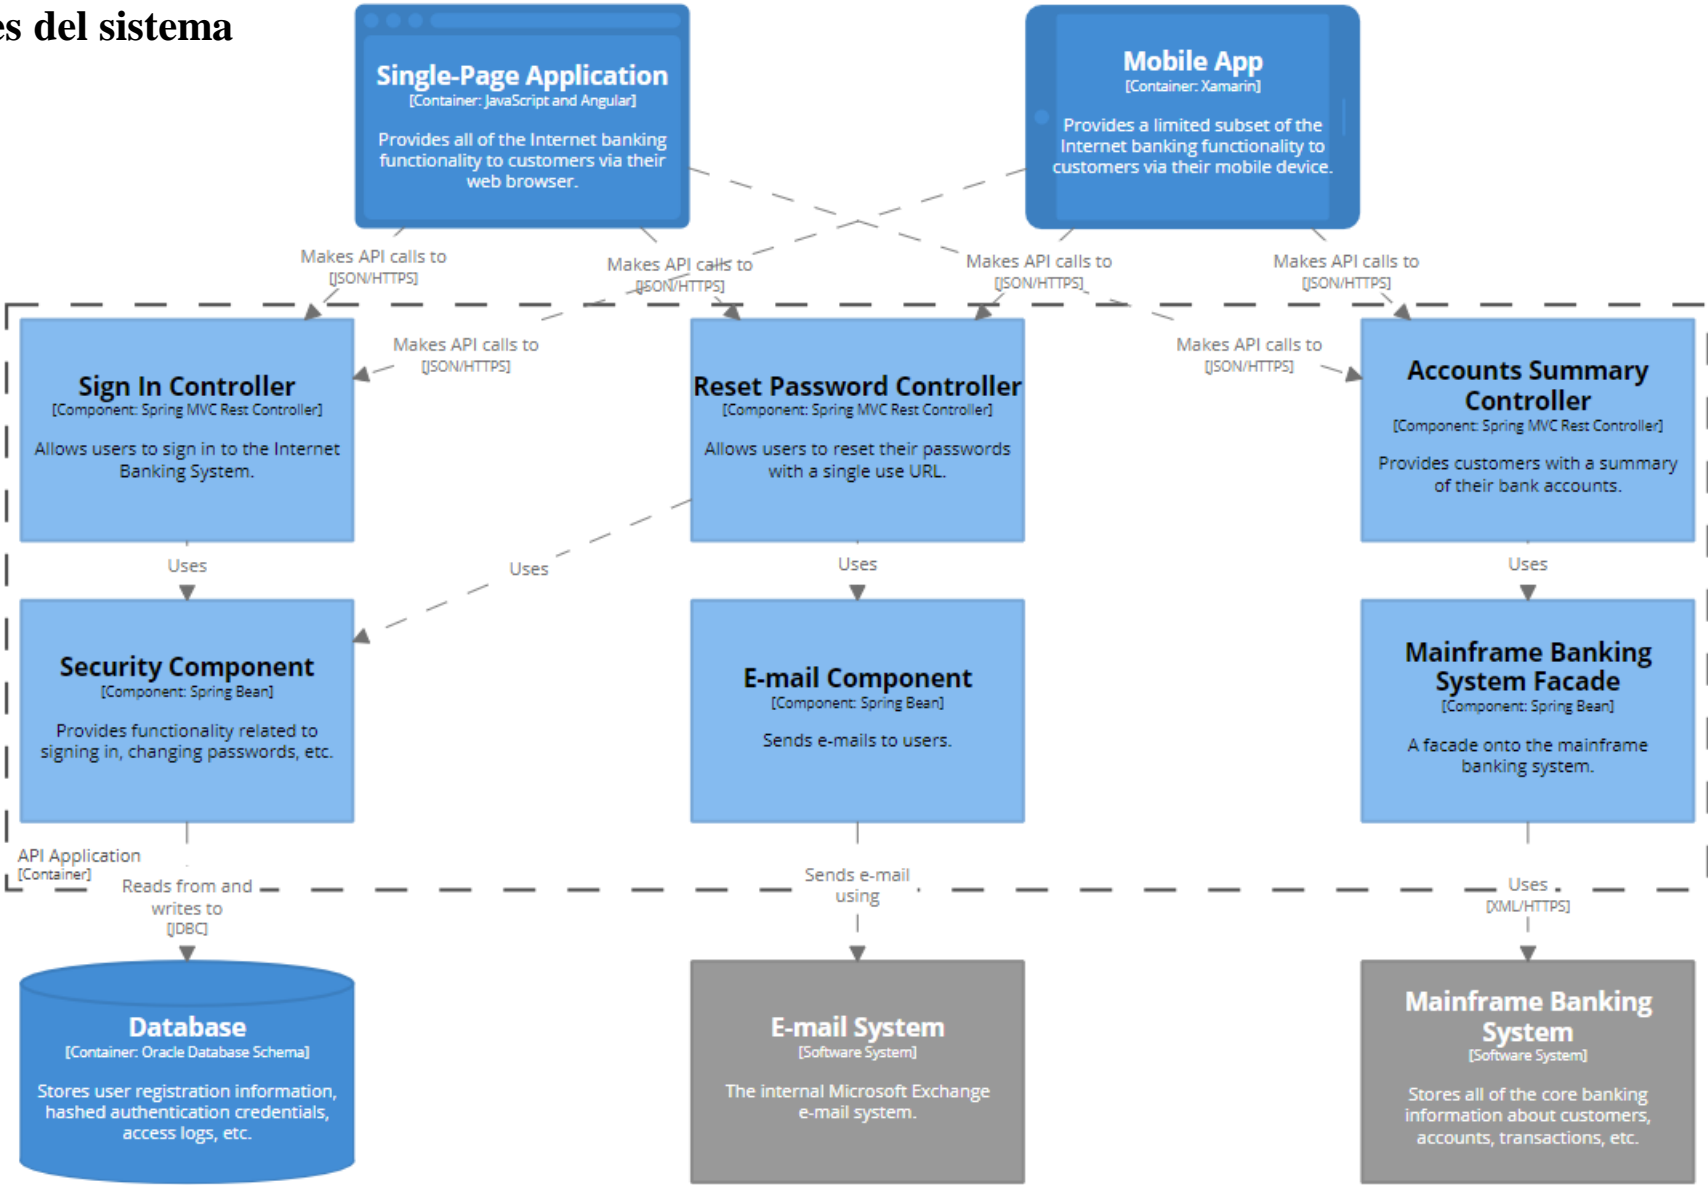 es del sistema
Single-Page Application
[Container: JavaScript and Angular]
Provides all of the Internet banking
functionality to customers via their
web browser.
Mobile App
[Container: Xamarin]
Provides a limited subset of the
Internet banking functionality to
customers via their mobile device.
Makes API calls to
[JSON/HTTPS]
Makes API calls to
[JSON/HTTPS]
Makes API calls to
[JSON/HTTPS]
Makes API calls to
[JSON/HTTPS]
Makes API calls to
[JSON/HTTPS]
Makes API calls to
[JSON/HTTPS]
Sign In Controller
[Component: Spring MVC Rest Controller]
Allows users to sign in to the Internet
Banking System.
Reset Password Controller
[Component: Spring MVC Rest Controller]
Allows users to reset their passwords
with a single use URL.
Accounts Summary
Controller
[Component: Spring MVC Rest Controller]
Provides customers with a summary
of their bank accounts.
Uses
Uses
Uses
Uses
Security Component
[Component: Spring Bean]
Provides functionality related to
signing in, changing passwords, etc.
E-mail Component
[Component: Spring Bean]
Sends e-mails to users.
Mainframe Banking
System Facade
[Component: Spring Bean]
A facade onto the mainframe
banking system.
API Application
[Container]
Reads from and
writes to
[JDBC]
Sends e-mail
using
Uses
[XML/HTTPS]
Database
[Container: Oracle Database Schema]
Stores user registration information,
hashed authentication credentials,
access logs, etc.
E-mail System
[Software System]
The internal Microsoft Exchange
e-mail system.
Mainframe Banking
System
[Software System]
Stores all of the core banking
information about customers,
accounts, transactions, etc.